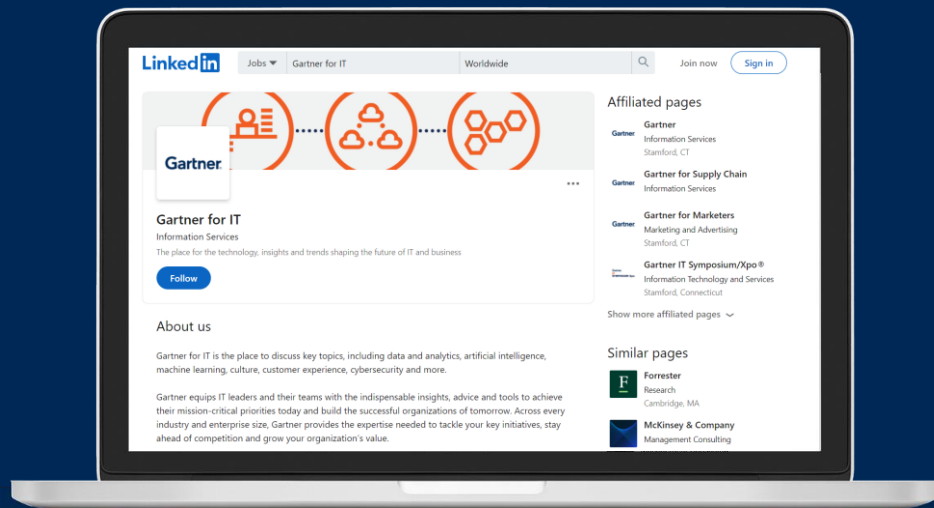 Linked in
Jobs
Gartner for IT
Worldwide
Join now
Sign in
Gartner
Gartner for IT
Information Services
The place for the technology, insights and trends shaping the future of IT and business
Follow
About us
Gartner for IT is the place to discuss key topics, including data and analytics, artificial intelligence,
machine learning, culture, customer experience, cybersecurity and more.
Gartner equips IT leaders and their teams with the indispensable insights, advice and tools to achieve
their mission-critical priorities today and build the successful organizations of tomorrow. Across every
industry and enterprise size, Gartner provides the expertise needed to tackle your key initiatives, stay
ahead of competition and grow your organization's value.
Affiliated pages
Gartner
Gartner
Information Services
Stamford, CT
Gartner
Gartner for Supply Chain
Information Services
Gartner
Gartner for Marketers
Marketing and Advertising
Stamford, CT
Gartner IT Symposium/Xpo®
Information Technology and Services
Stamford, Connecticut
Show more affiliated pages
Similar pages
F
Forrester
Research
Cambridge, MA
McKinsey & Company
Management Consulting